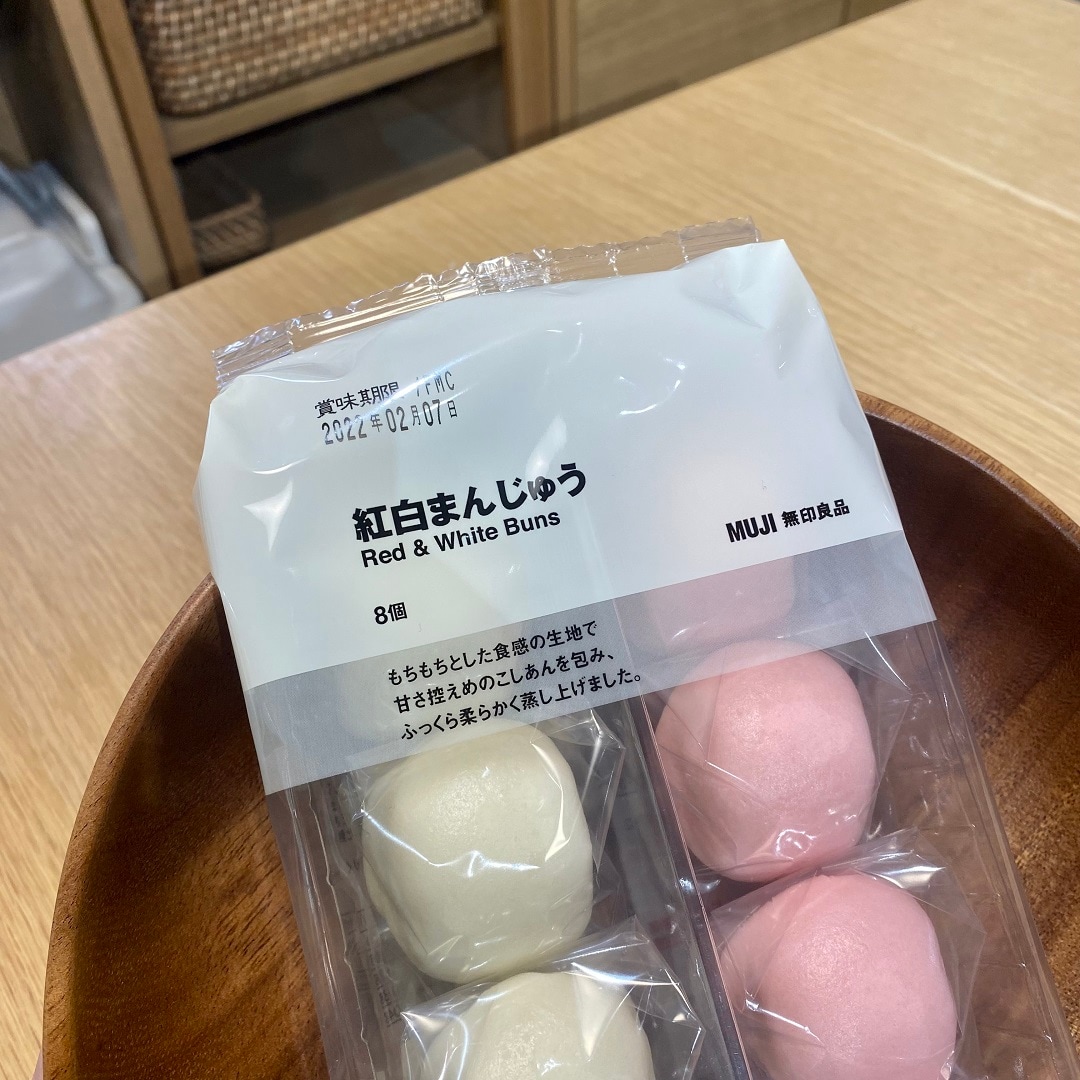 賞味期限
2022年02月07日
紅白まんじゅう
Red & White Buns
MUJI 無印良品
8個
もちもちとした食感の生地で
甘さ控えめのこしあんを包み、
ふっくら柔らかく蒸し上げました。